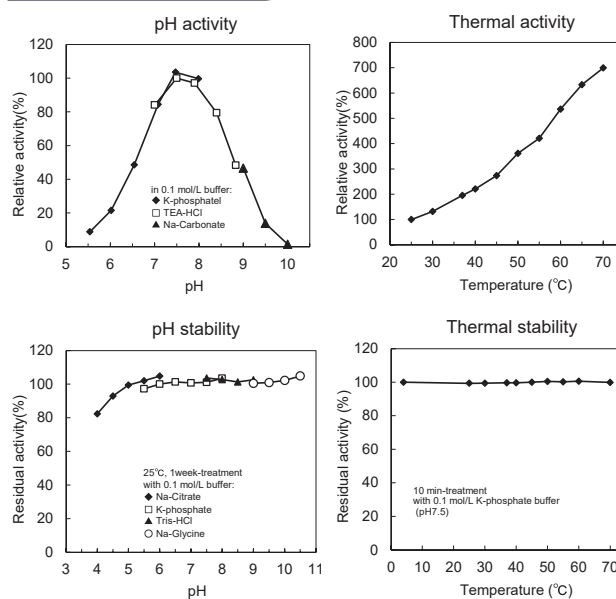 pH activity
120
100
80
60
40
20
0
5 6 7 8 9 10
Relative activity(%)
pH
in 0.1 mol/L buffer:
K-phosphatel
TEA-HCl
Na-Carbonate
Thermal activity
800
700
600
500
400
300
200
100
0
20 30 40 50 60 70
Relative activity(%)
Temperature (°C)
pH stability
120
100
80
60
40
20
0
3 4 5 6 7 8 9 10 11
Residual activity(%)
pH
25°C, 1week-treatment
with 0.1 mol/L buffer:
Na-Citrate
K-phosphate
Tris-HCl
Na-Glycine
Thermal stability
120
100
80
60
40
20
0
0 10 20 30 40 50 60 70
Residual activity (%)
Temperature (°C)
10 min-treatment
with 0.1 mol/L K-phosphate buffer
(pH7.5)